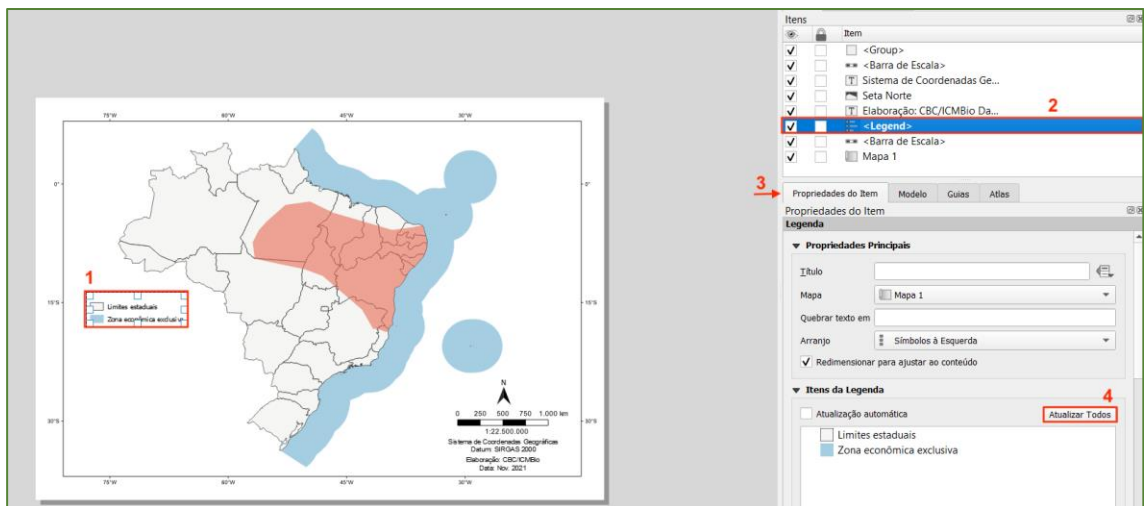 75°W 60°W 45°W 30°W
0° 0°
15°S 15°S
30°S 30°S
1
Limites estaduais
Zona econômica exclusiva
N
0 250 500 750 1.000 km
1:22.500.000
Sistema de Coordenadas Geográficas
Datum: SIRGAS 2000
Elaboração: CBC/ICMBio
Data: Nov. 2021
75°W 60°W 45°W 30°W
Itens
Item
<Group>
<Barra de Escala>
Sistema de Coordenadas Ge...
Seta Norte
2
Elaboração: CBC/ICMBio Da...
<Legend>
<Barra de Escala>
Mapa 1
3
Propriedades do Item Modelo Guias Atlas
Propriedades do Item
Legenda
Propriedades Principais
Título
Mapa Mapa 1
Quebrar texto em
Arranjo Símbolos à Esquerda
Redimensionar para ajustar ao conteúdo
Itens da Legenda
4
Atualização automática Atualizar Todos
Limites estaduais
Zona econômica exclusiva